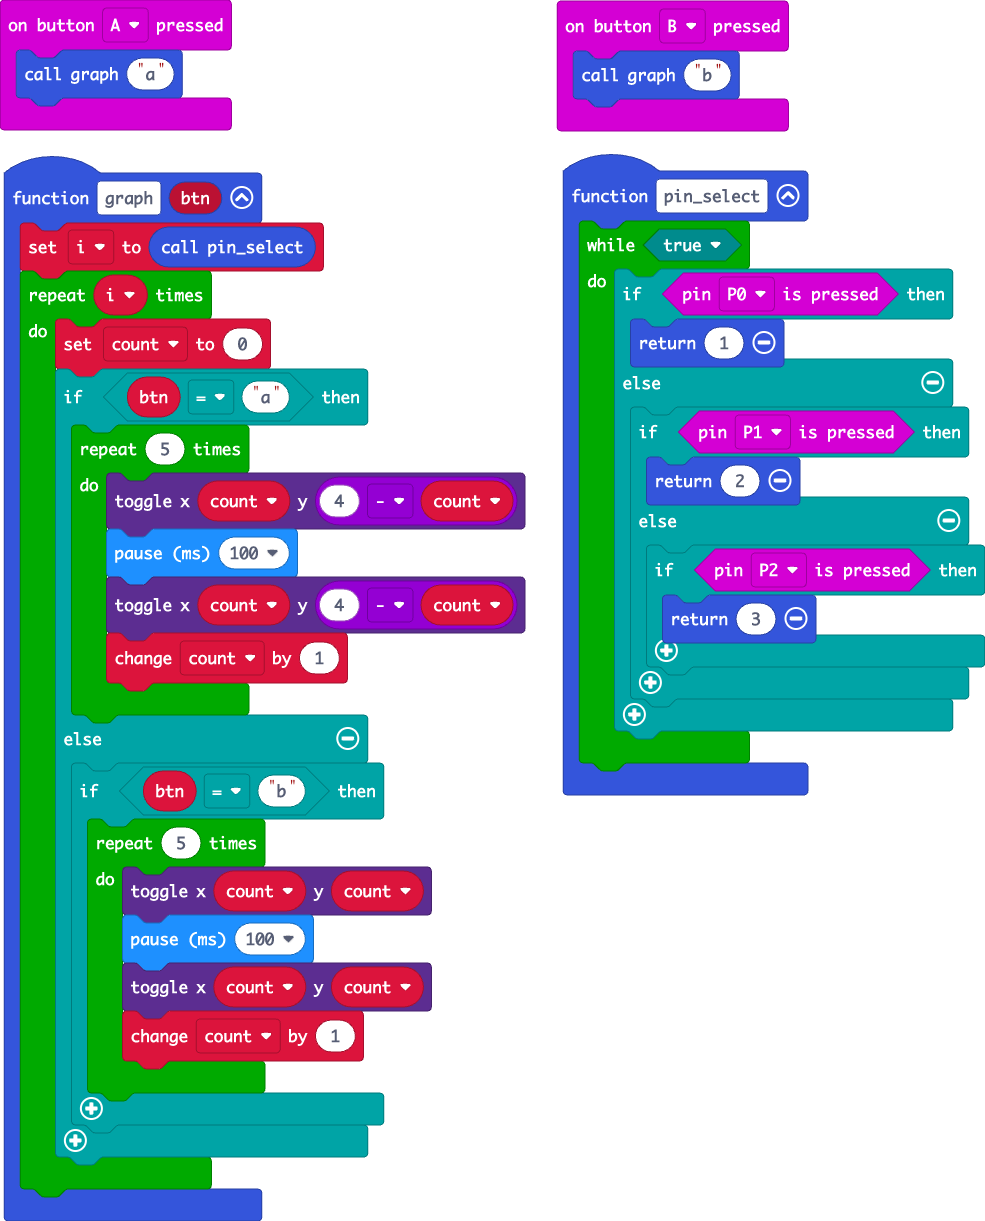 on button A pressed
call graph "a"
on button B pressed
call graph "b"
function graph btn
set i to call pin_select
repeat i times
do
set count to 0
if btn = "a" then
repeat 5 times
do
toggle x count y 4 - count
pause (ms) 100
toggle x count y 4 - count
change count by 1
else
if btn = "b" then
repeat 5 times
do
toggle x count y count
pause (ms) 100
toggle x count y count
change count by 1
function pin_select
while true
do
if pin P0 is pressed then
return 1
else
if pin P1 is pressed then
return 2
else
if pin P2 is pressed then
return 3